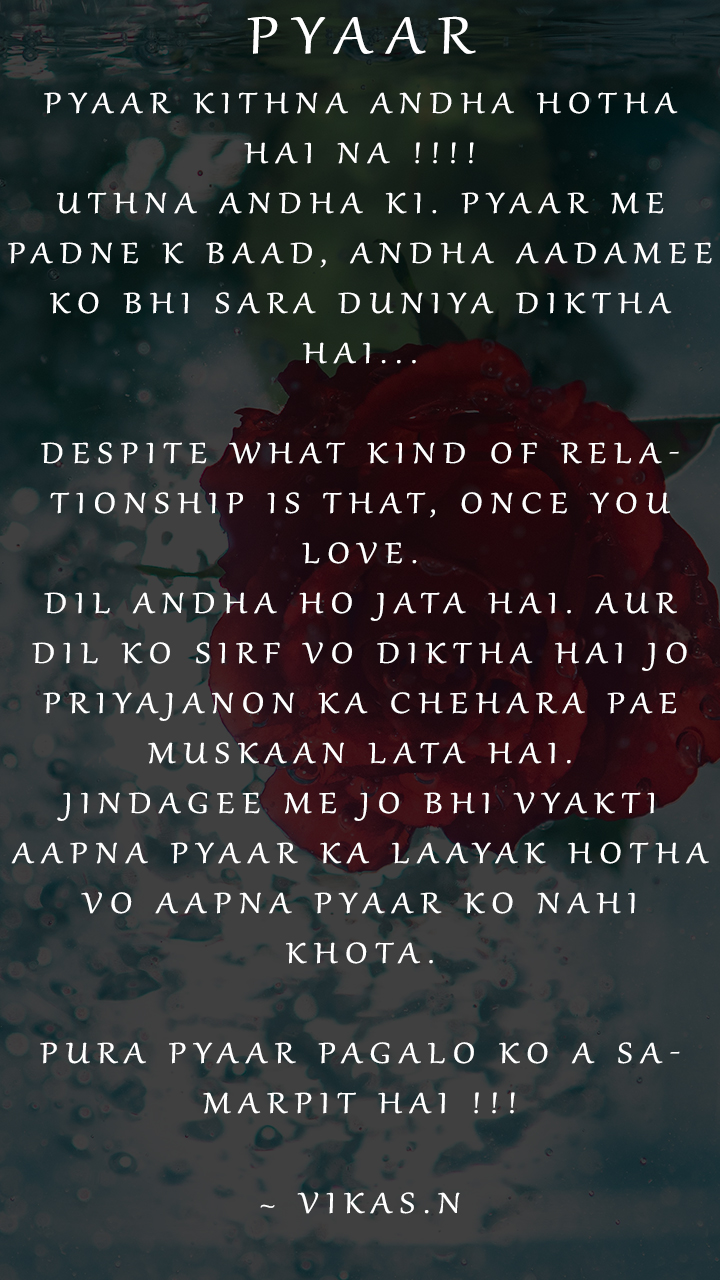 PYAAR
PYAAR KITHNA ANDHA HOTHA
HAI NA !!!!
UTHNA ANDHA KI. PYAAR ME
PADNE K BAAD, ANDHA AADAMEE
KO BHI SARA DUNIYA DIKTHA
HAI...
DESPITE WHAT KIND OF RELA-
TIONSHIP IS THAT, ONCE YOU
LOVE.
DIL ANDHA HO JATA HAI. AUR
DIL KO SIRF VO DIKTHA HAI JO
PRIYAJANON KA CHEHARA PAE
MUSKAAN LATA HAI.
JINDAGEE ME JO BHI VYAKTI
AAPNA PYAAR KA LAAYAK HOTHA
VO AAPNA PYAAR KO NAHI
KHOTA.
PURA PYAAR PAGALO KO A SA-
MARPIT HAI !!!
~ VIKAS.N